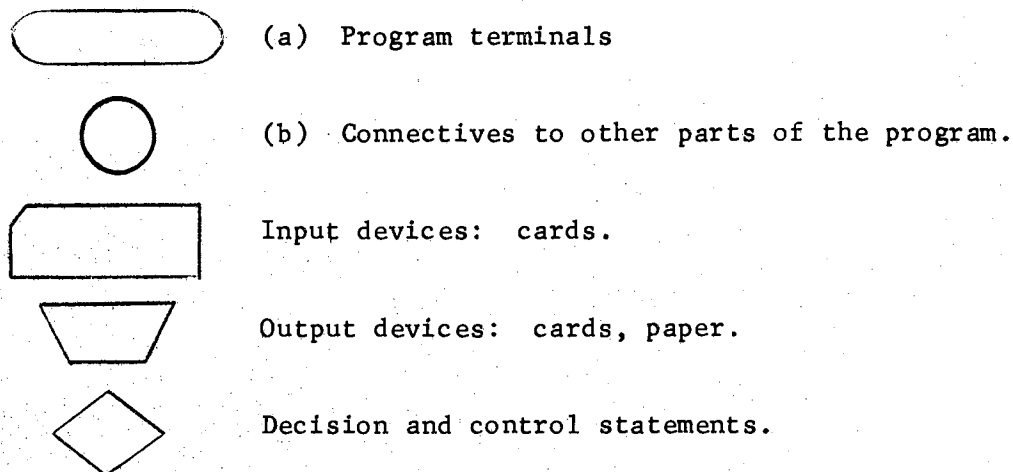 (a) Program terminals
(b) Connectives to other parts of the program.
Input devices: cards.
Output devices: cards, paper.
Decision and control statements.